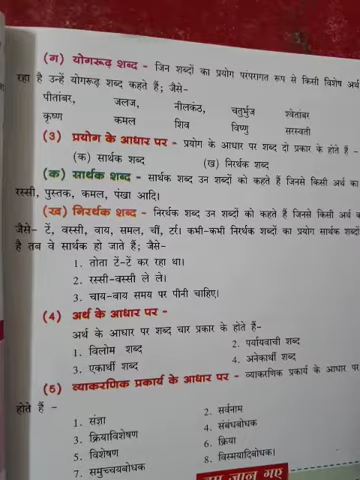 (ग) योगरूढ़ शब्द - जिन शब्दों का प्रयोग परंपरागत रूप से किसी विशेष अर्थ
रहा है उन्हें योगरूढ़ शब्द कहते हैं; जैसे-
पीतांबर, जलज, नीलकंठ, चतुर्भुज श्वेतांबर
कृष्ण कमल शिव विष्णु सरस्वती
(3) प्रयोग के आधार पर - प्रयोग के आधार पर शब्द दो प्रकार के होते हैं -
(क) सार्थक शब्द (ख) निरर्थक शब्द
(क) सार्थक शब्द - सार्थक शब्द उन शब्दों को कहते हैं जिनसे किसी अर्थ का
रस्सी, पुस्तक, कमल, पंखा आदि।
(ख) निरर्थक शब्द - निरर्थक शब्द उन शब्दों को कहते हैं जिनसे किसी अर्थ
जैसे- टें, वस्सी, वाय, समल, चीं, टर्र। कभी-कभी निरर्थक शब्दों का प्रयोग सार्थक शब्दों
है तब वे सार्थक हो जाते हैं; जैसे-
1. तोता टें-टें कर रहा था।
2. रस्सी-वस्सी ले ले।
3. चाय-वाय समय पर पीनी चाहिए।
(4) अर्थ के आधार पर -
अर्थ के आधार पर शब्द चार प्रकार के होते हैं-
1. विलोम शब्द 2. पर्यायवाची शब्द
3. एकार्थी शब्द 4. अनेकार्थी शब्द
(5) व्याकरणिक प्रकार्य के आधार पर - व्याकरणिक प्रकार्य के आधार पर
होते हैं -
1. संज्ञा 2. सर्वनाम
3. क्रियाविशेषण 4. संबंधबोधक
5. विशेषण 6. क्रिया
7. समुच्चयबोधक 8. विस्मयादिबोधक।
जान गए